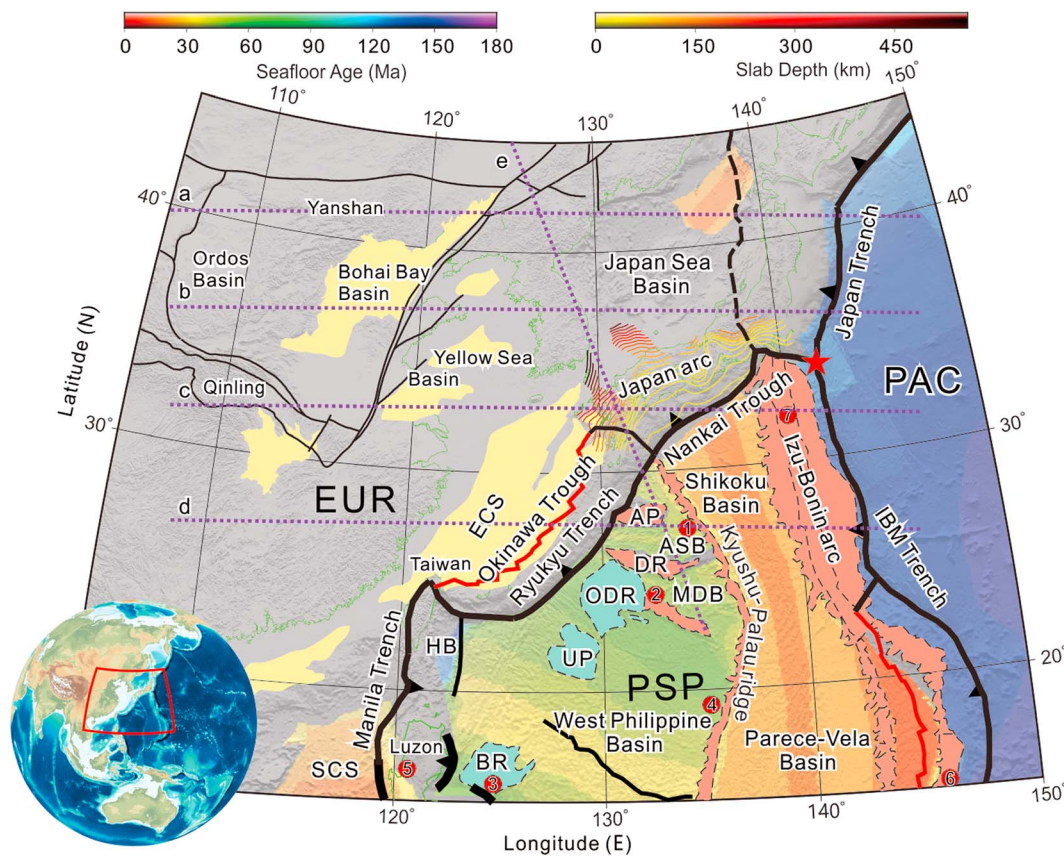 0 30 60 90 120 150 180
Seafloor Age (Ma)
0 150 300 450
Slab Depth (km)
110°
120°
130°
140°
150°
40°
30°
Latitude (N)
a
b
c
d
e
Yanshan
Ordos
Basin
Bohai Bay
Basin
Japan Sea
Basin
Japan Trench
40°
Yellow Sea
Basin
Qinling
Japan arc
Nankai Trough
PAC
7
30°
EUR
ECS
Okinawa Trough
Ryukyu Trench
Shikoku
Basin
Izu-Bonin arc
IBM Trench
Taiwan
AP
1
ASB
DR
Kyushu-Palau ridge
ODR
2
MDB
HB
UP
20°
Manila Trench
PSP
4
West Philippine
Basin
Parece-Vela
Basin
SCS
Luzon
5
BR
3
6
120°
130°
140°
150°
Longitude (E)